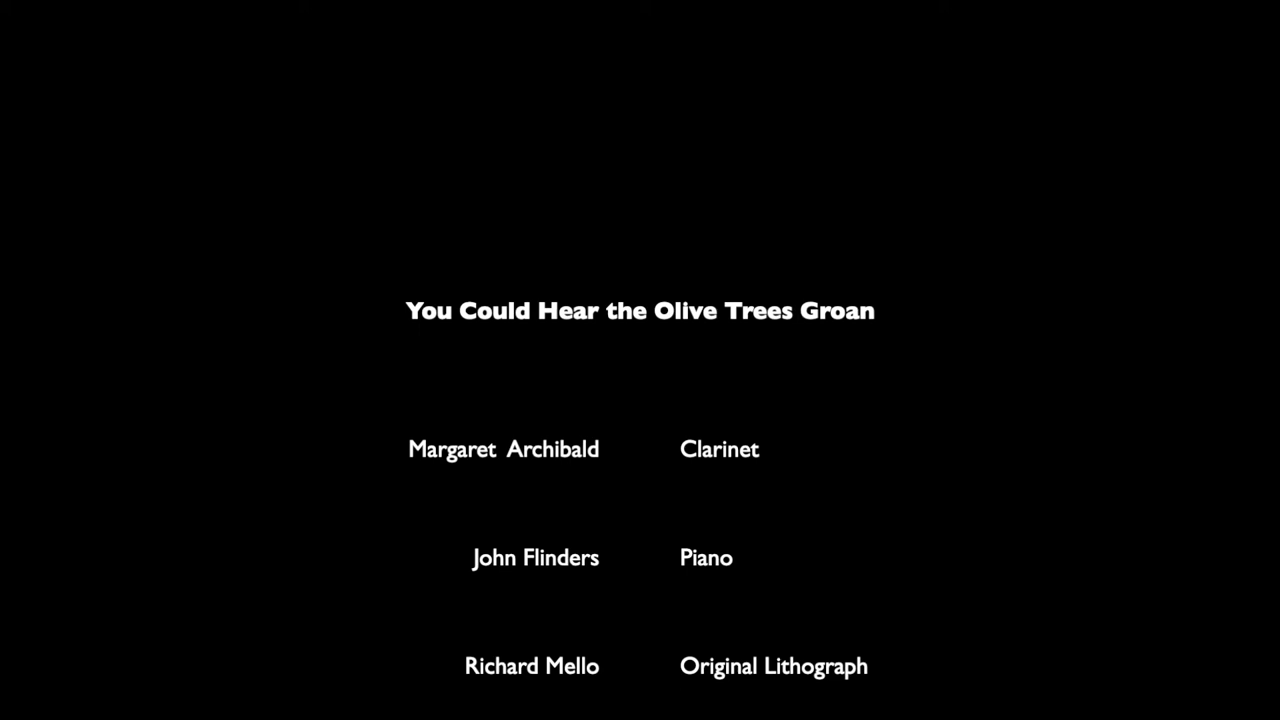 You Could Hear the Olive Trees Groan
Margaret Archibald Clarinet
John Flinders Piano
Richard Mello Original Lithograph